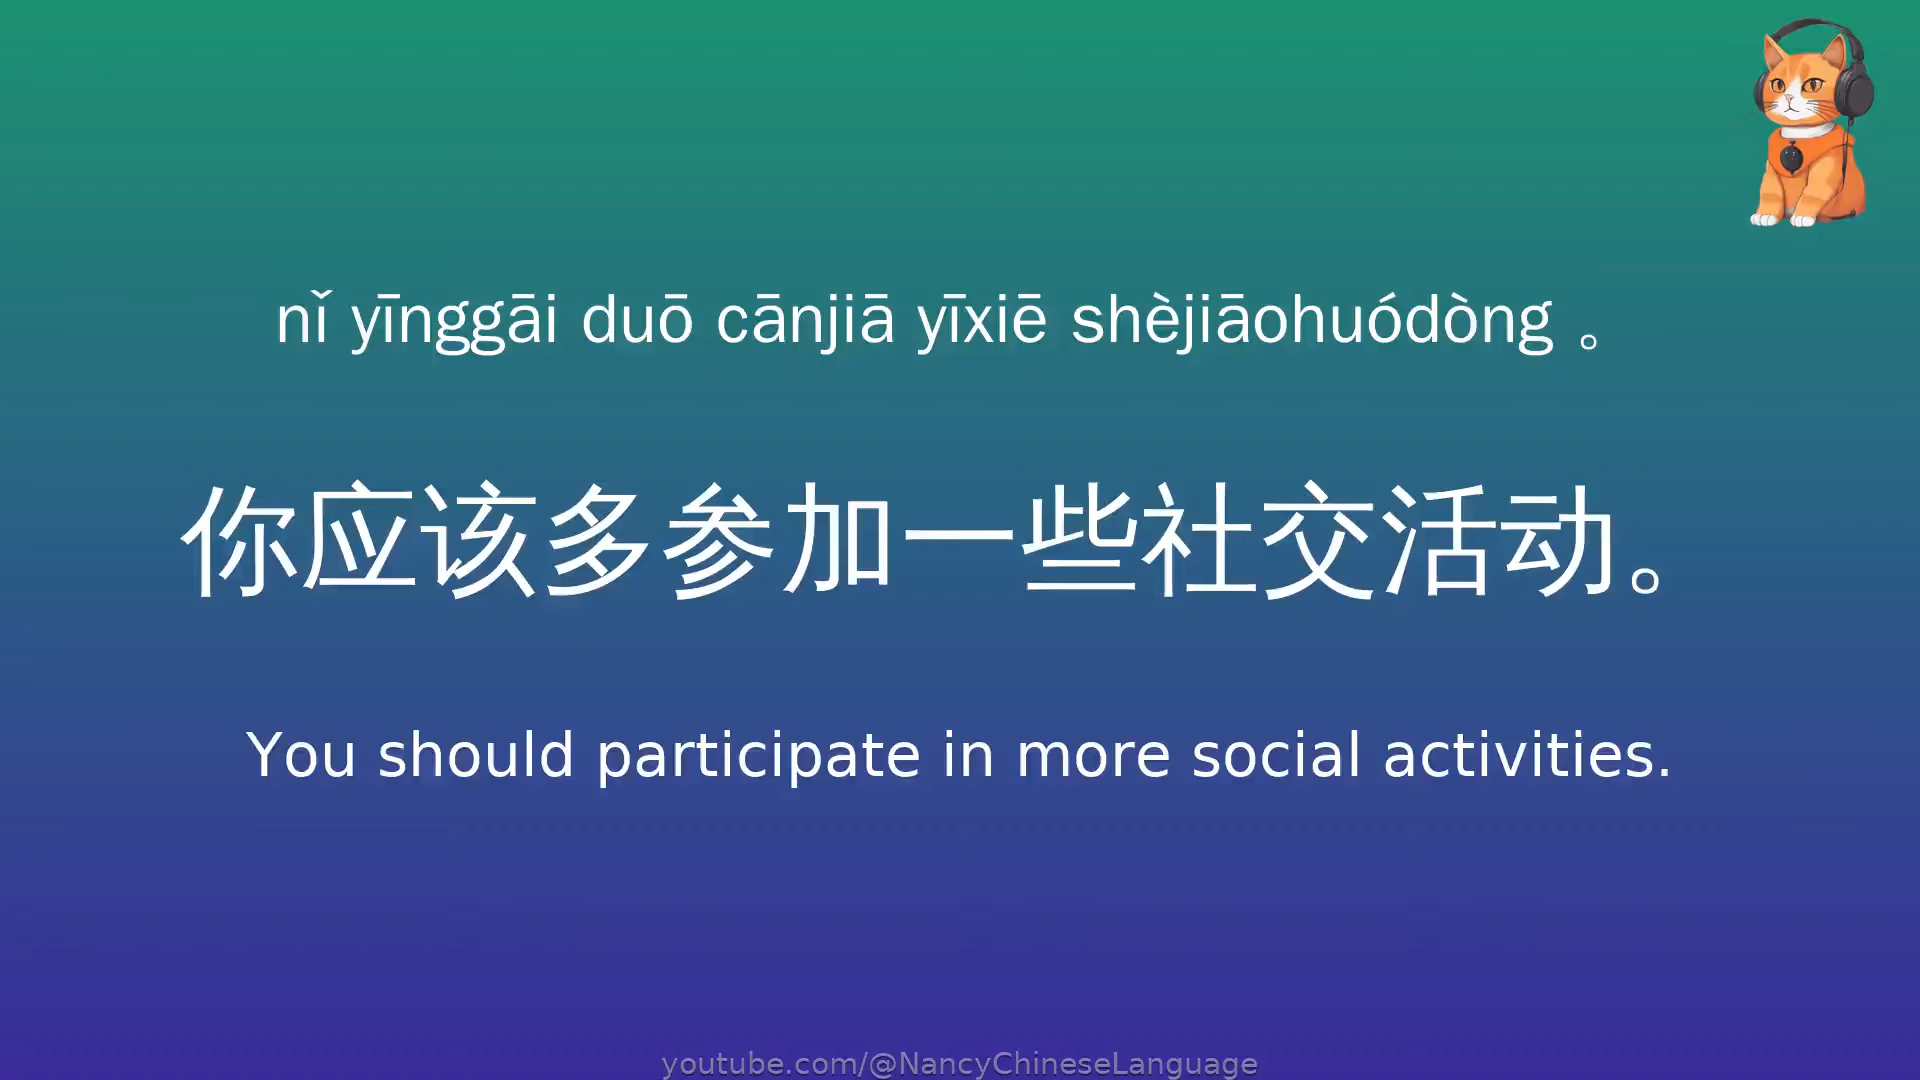 nǐ yīnggāi duō cānjiā yīxiē shèjiāohuódòng 。
你应该多参加一些社交活动。
You should participate in more social activities.
youtube.com/@NancyChineseLanguage